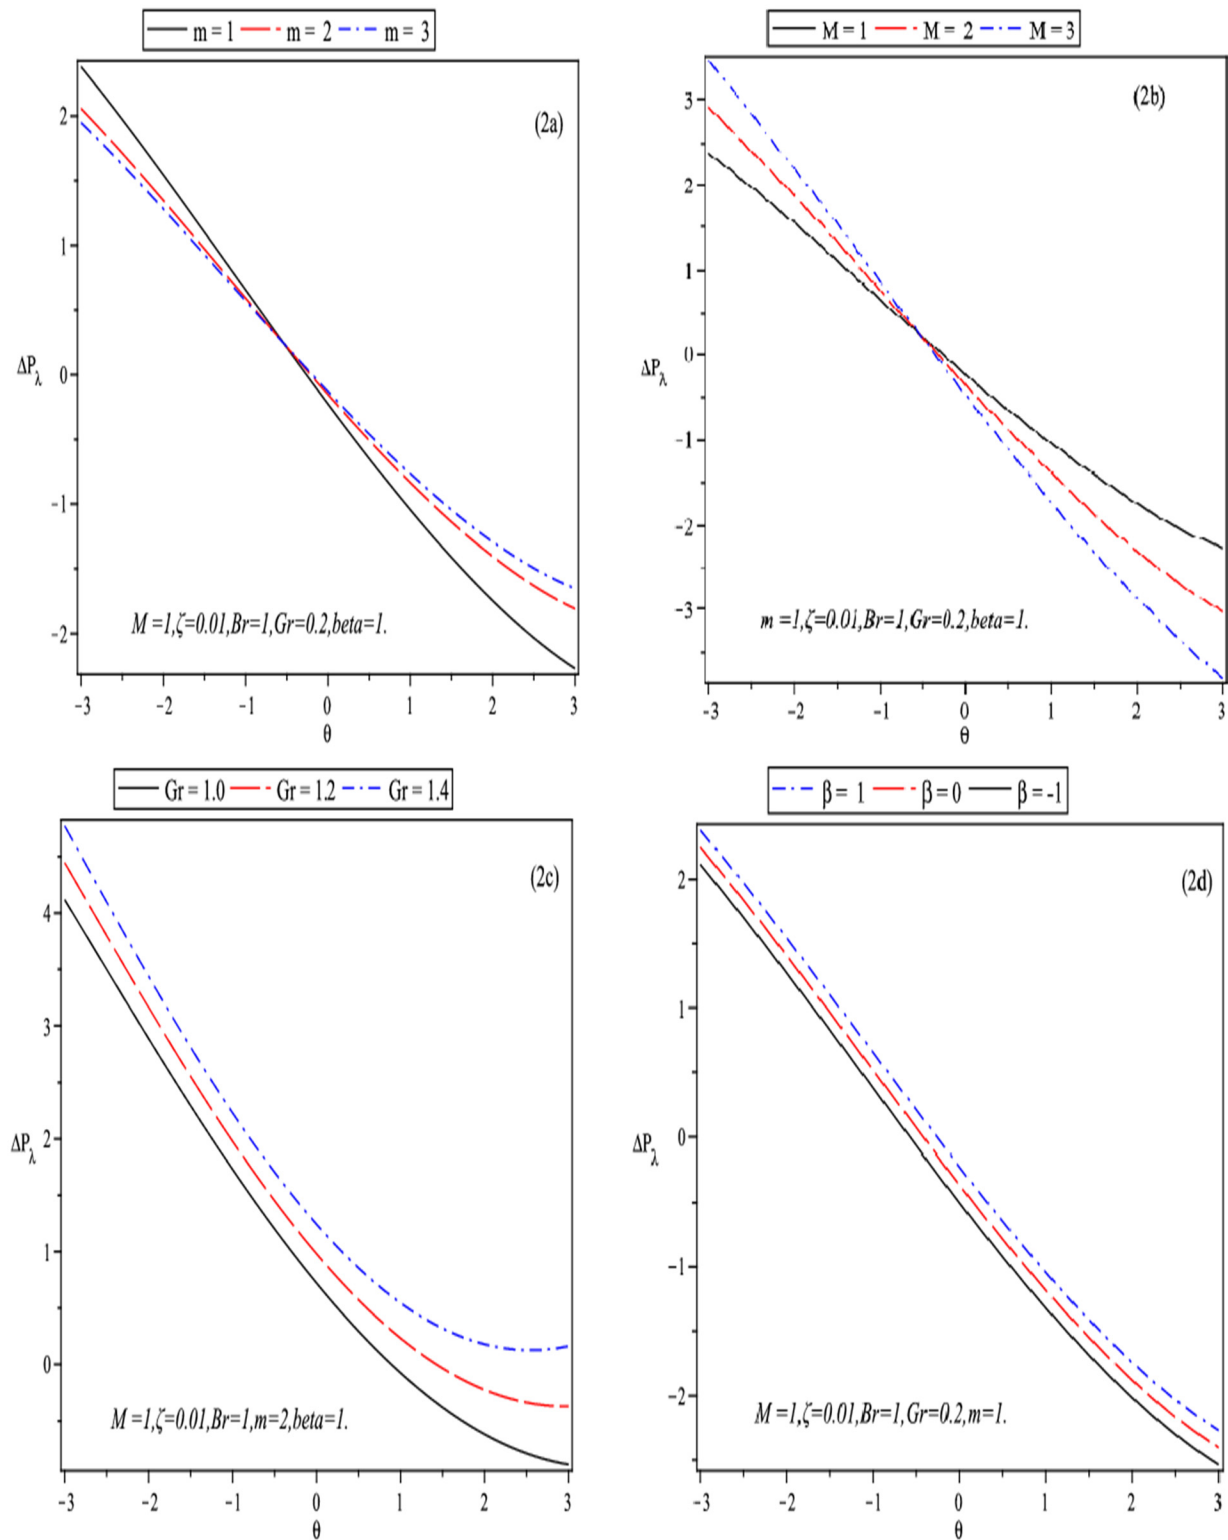 m = 1 m = 2 m = 3
(2a)
2
1
0
−1
−2
ΔPλ
M =1,ζ=0.01,Br=1,Gr=0.2,beta=1.
−3 −2 −1 0 1 2 3
θ
M = 1 M = 2 M = 3
(2b)
3
2
1
0
−1
−2
−3
ΔPλ
m =1,ζ=0.01,Br=1,Gr=0.2,beta=1.
−3 −2 −1 0 1 2 3
θ
Gr = 1.0 Gr = 1.2 Gr = 1.4
(2c)
4
3
2
1
0
ΔPλ
M =1,ζ=0.01,Br=1,m=2,beta=1.
−3 −2 −1 0 1 2 3
θ
β = 1 β = 0 β = -1
(2d)
2
1
0
−1
−2
ΔPλ
M =1,ζ=0.01,Br=1,Gr=0.2,m=1.
−3 −2 −1 0 1 2 3
θ